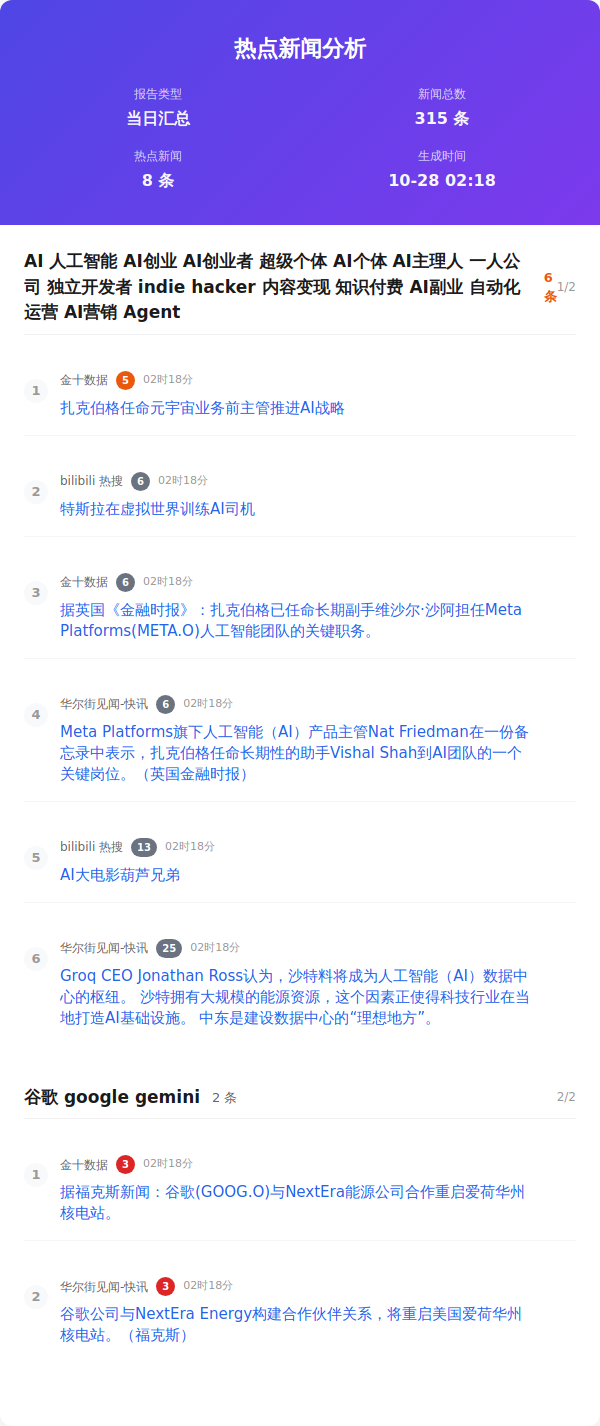 热点新闻分析
报告类型
当日汇总
新闻总数
315 条
热点新闻
8 条
生成时间
10-28 02:18
AI 人工智能 AI创业 AI创业者 超级个体 AI个体 AI主理人 一人公
司 独立开发者 indie hacker 内容变现 知识付费 AI副业 自动化
运营 AI营销 Agent
6
条
1/2
1
金十数据 5 02时18分
扎克伯格任命元宇宙业务前主管推进AI战略
2
bilibili 热搜 6 02时18分
特斯拉在虚拟世界训练AI司机
3
金十数据 6 02时18分
据英国《金融时报》：扎克伯格已任命长期副手维沙尔·沙阿担任Meta
Platforms(META.O)人工智能团队的关键职务。
4
华尔街见闻-快讯 6 02时18分
Meta Platforms旗下人工智能（AI）产品主管Nat Friedman在一份备
忘录中表示，扎克伯格任命长期性的助手Vishal Shah到AI团队的一个
关键岗位。（英国金融时报）
5
bilibili 热搜 13 02时18分
AI大电影葫芦兄弟
6
华尔街见闻-快讯 25 02时18分
Groq CEO Jonathan Ross认为，沙特料将成为人工智能（AI）数据中
心的枢纽。 沙特拥有大规模的能源资源，这个因素正使得科技行业在当
地打造AI基础设施。 中东是建设数据中心的“理想地方”。
谷歌 google gemini 2 条 2/2
1
金十数据 3 02时18分
据福克斯新闻：谷歌(GOOG.O)与NextEra能源公司合作重启爱荷华州
核电站。
2
华尔街见闻-快讯 3 02时18分
谷歌公司与NextEra Energy构建合作伙伴关系，将重启美国爱荷华州
核电站。（福克斯）